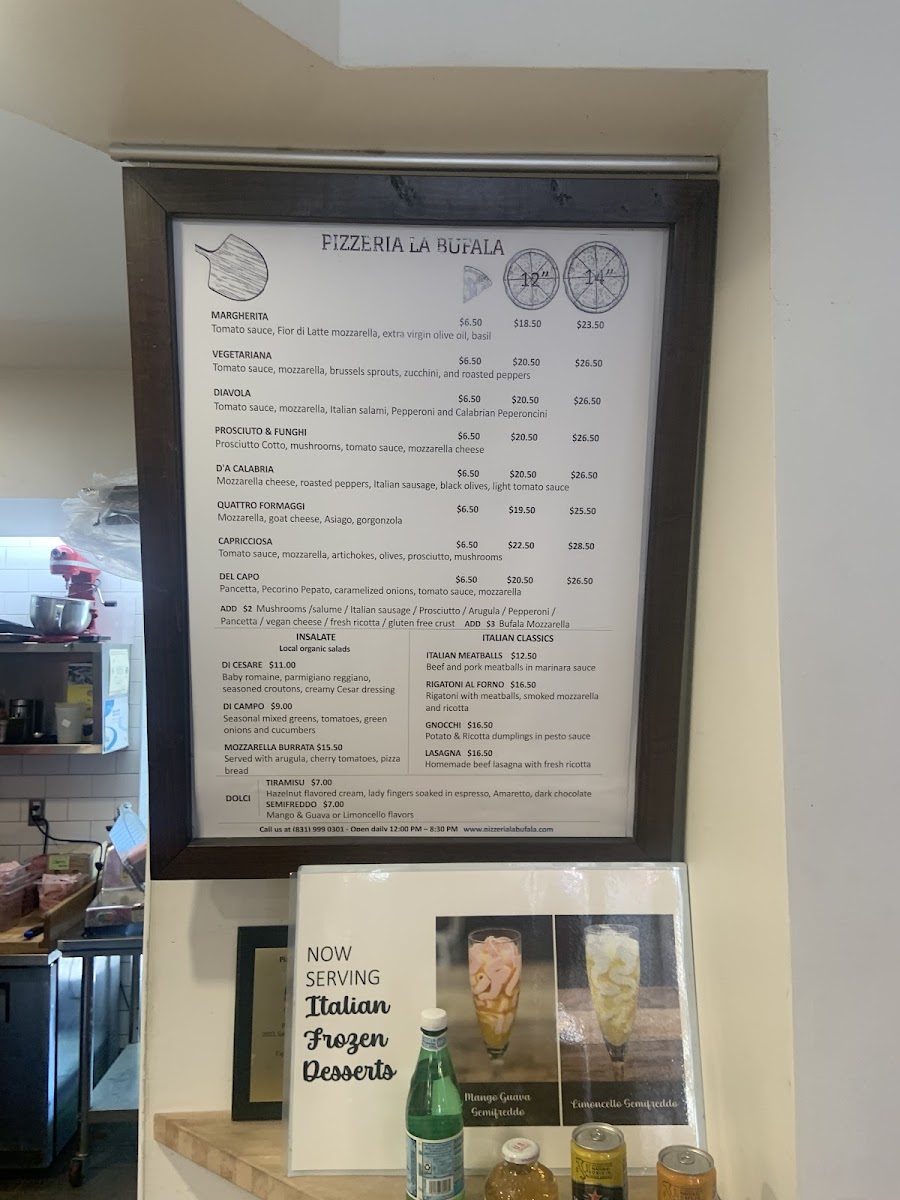 PIZZERIA LA BUFALA
12" 14"
MARGHERITA $6.50 $18.50 $23.50
Tomato sauce, Fior di Latte mozzarella, extra virgin olive oil, basil
VEGETARIANA $6.50 $20.50 $26.50
Tomato sauce, mozzarella, brussels sprouts, zucchini, and roasted peppers
DIAVOLA $6.50 $20.50 $26.50
Tomato sauce, mozzarella, Italian salami, Pepperoni and Calabrian Peperoncini
PROSCIUTO & FUNGHI $6.50 $20.50 $26.50
Prosciutto Cotto, mushrooms, tomato sauce, mozzarella cheese
D'A CALABRIA $6.50 $20.50 $26.50
Mozzarella cheese, roasted peppers, Italian sausage, black olives, light tomato sauce
QUATTRO FORMAGGI $6.50 $19.50 $25.50
Mozzarella, goat cheese, Asiago, gorgonzola
CAPRICCIOSA $6.50 $22.50 $28.50
Tomato sauce, mozzarella, artichokes, olives, prosciutto, mushrooms
DEL CAPO $6.50 $20.50 $26.50
Pancetta, Pecorino Pepato, caramelized onions, tomato sauce, mozzarella
ADD $2 Mushrooms /salume / Italian sausage / Prosciutto / Arugula / Pepperoni /
Pancetta / vegan cheese / fresh ricotta / gluten free crust ADD $3 Bufala Mozzarella
INSALATE
Local organic salads
DI CESARE $11.00
Baby romaine, parmigiano reggiano,
seasoned croutons, creamy Cesar dressing
DI CAMPO $9.00
Seasonal mixed greens, tomatoes, green
onions and cucumbers
MOZZARELLA BURRATA $15.50
Served with arugula, cherry tomatoes, pizza
bread
ITALIAN CLASSICS
ITALIAN MEATBALLS $12.50
Beef and pork meatballs in marinara sauce
RIGATONI AL FORNO $16.50
Rigatoni with meatballs, smoked mozzarella
and ricotta
GNOCCHI $16.50
Potato & Ricotta dumplings in pesto sauce
LASAGNA $16.50
Homemade beef lasagna with fresh ricotta
DOLCI
TIRAMISU $7.00
Hazelnut flavored cream, lady fingers soaked in espresso, Amaretto, dark chocolate
SEMIFREDDO $7.00
Mango & Guava or Limoncello flavors
Call us at (831) 999 0301 - Open daily 12:00 PM – 8:30 PM www.pizzerialabufala.com
NOW
SERVING
Italian
Frozen
Desserts
Mango Guava
Semifreddo
Limoncello Semifreddo